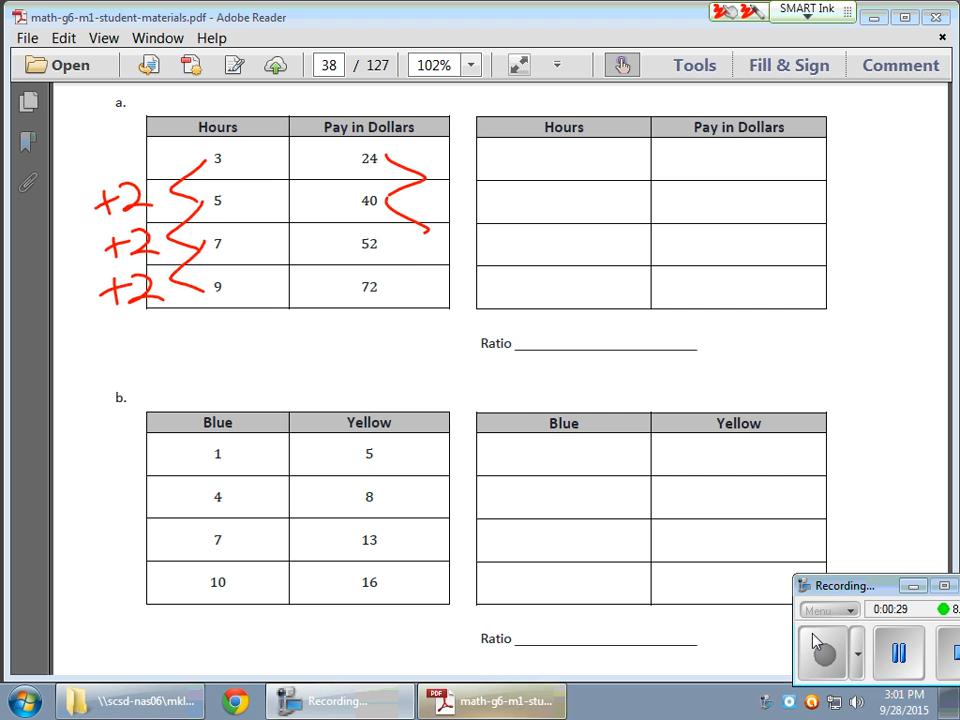 math-g6-m1-student-materials.pdf - Adobe Reader
SMART Ink
File Edit View Window Help
Open 38 / 127 102% Tools Fill & Sign Comment
a.
Hours Pay in Dollars Hours Pay in Dollars
3 24
+2 5 40
+2 7 52
+2 9 72
Ratio
b.
Blue Yellow Blue Yellow
1 5
4 8
7 13
10 16
Ratio
Recording...
Menu 0:00:29 8.
\\scsd-nas06\mkl... Recording... PDF math-g6-m1-stu... 3:01 PM
9/28/2015